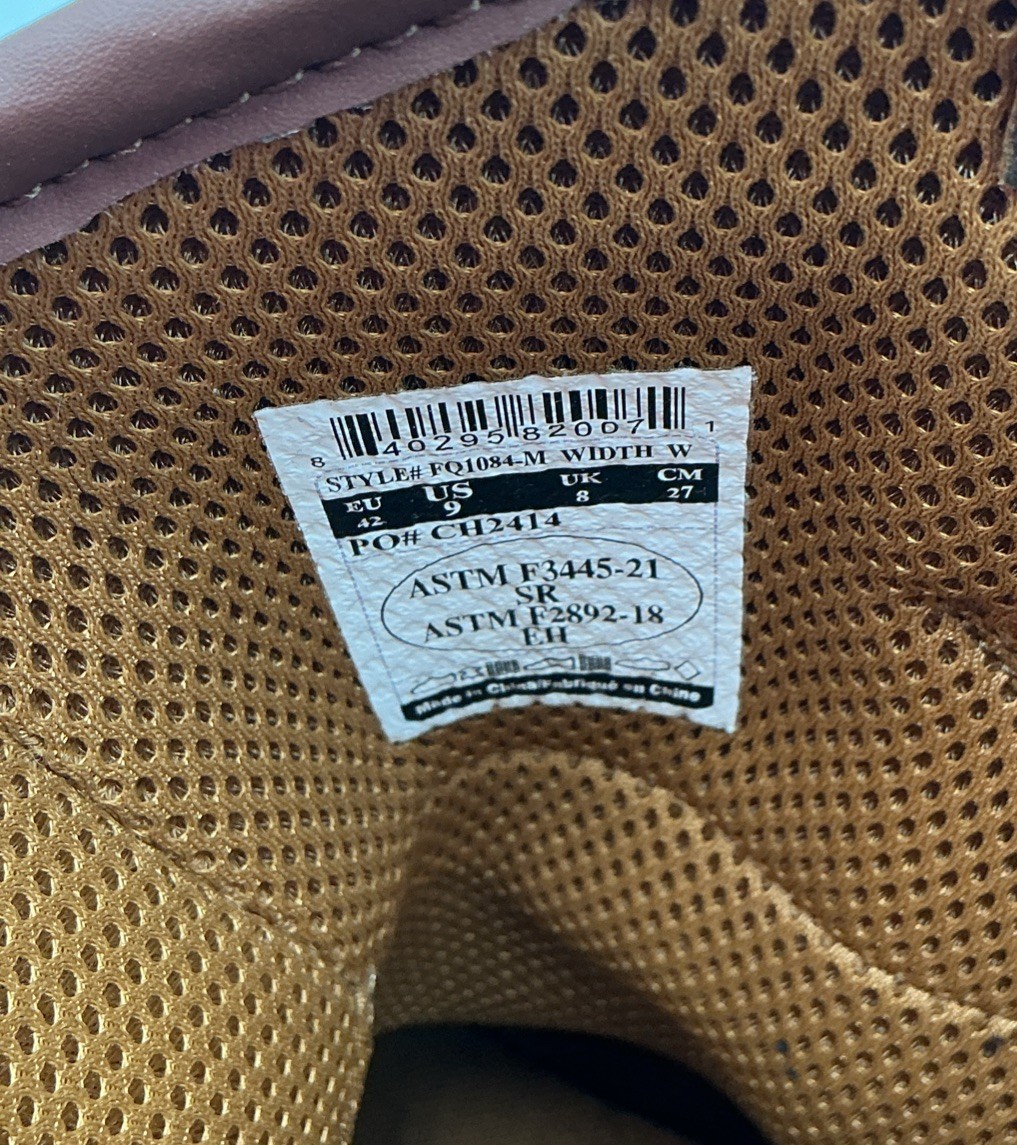 8 40295 82007 1
STYLE# FQ1084-M WIDTH W
EU US UK CM
42 9 8 27
PO# CH2414
ASTM F3445-21
SR
ASTM F2892-18
EH
Made in China/Fabriqué en Chine